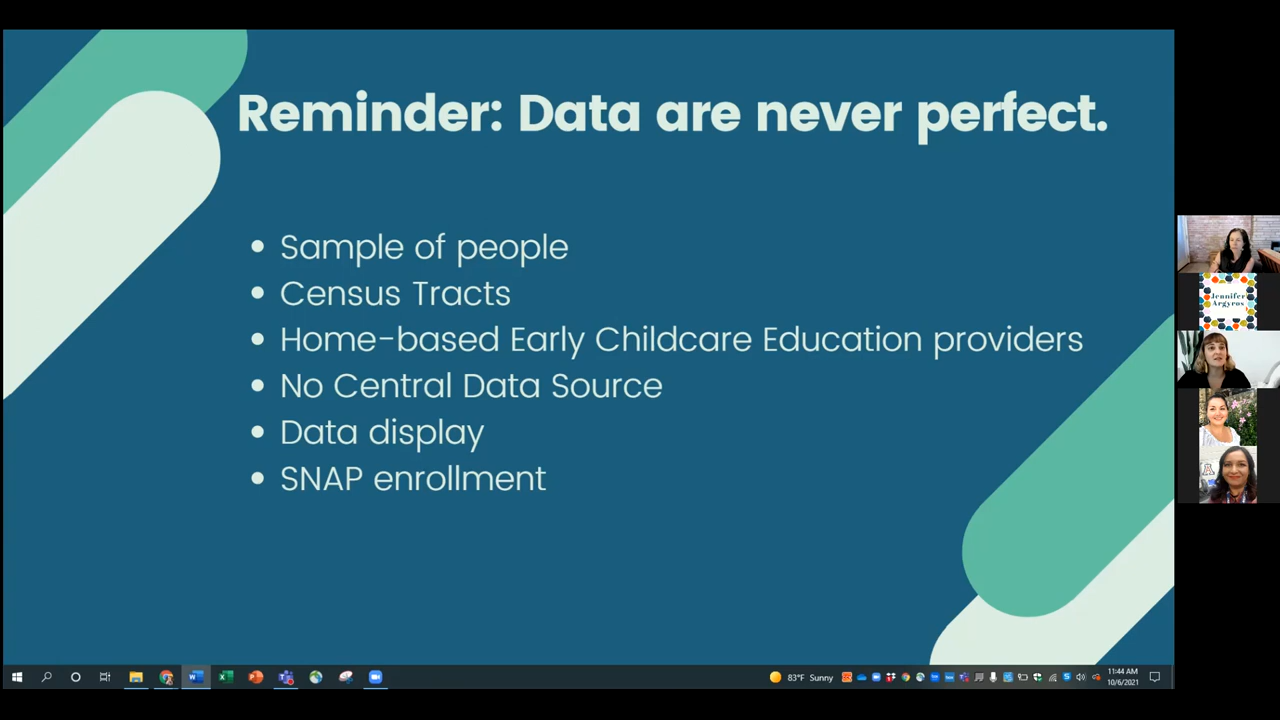 Reminder: Data are never perfect.
Sample of people
Census Tracts
Home-based Early Childcare Education providers
No Central Data Source
Data display
SNAP enrollment
Jennifer
Argyros
A
83°F Sunny
11:44 AM
10/6/2021